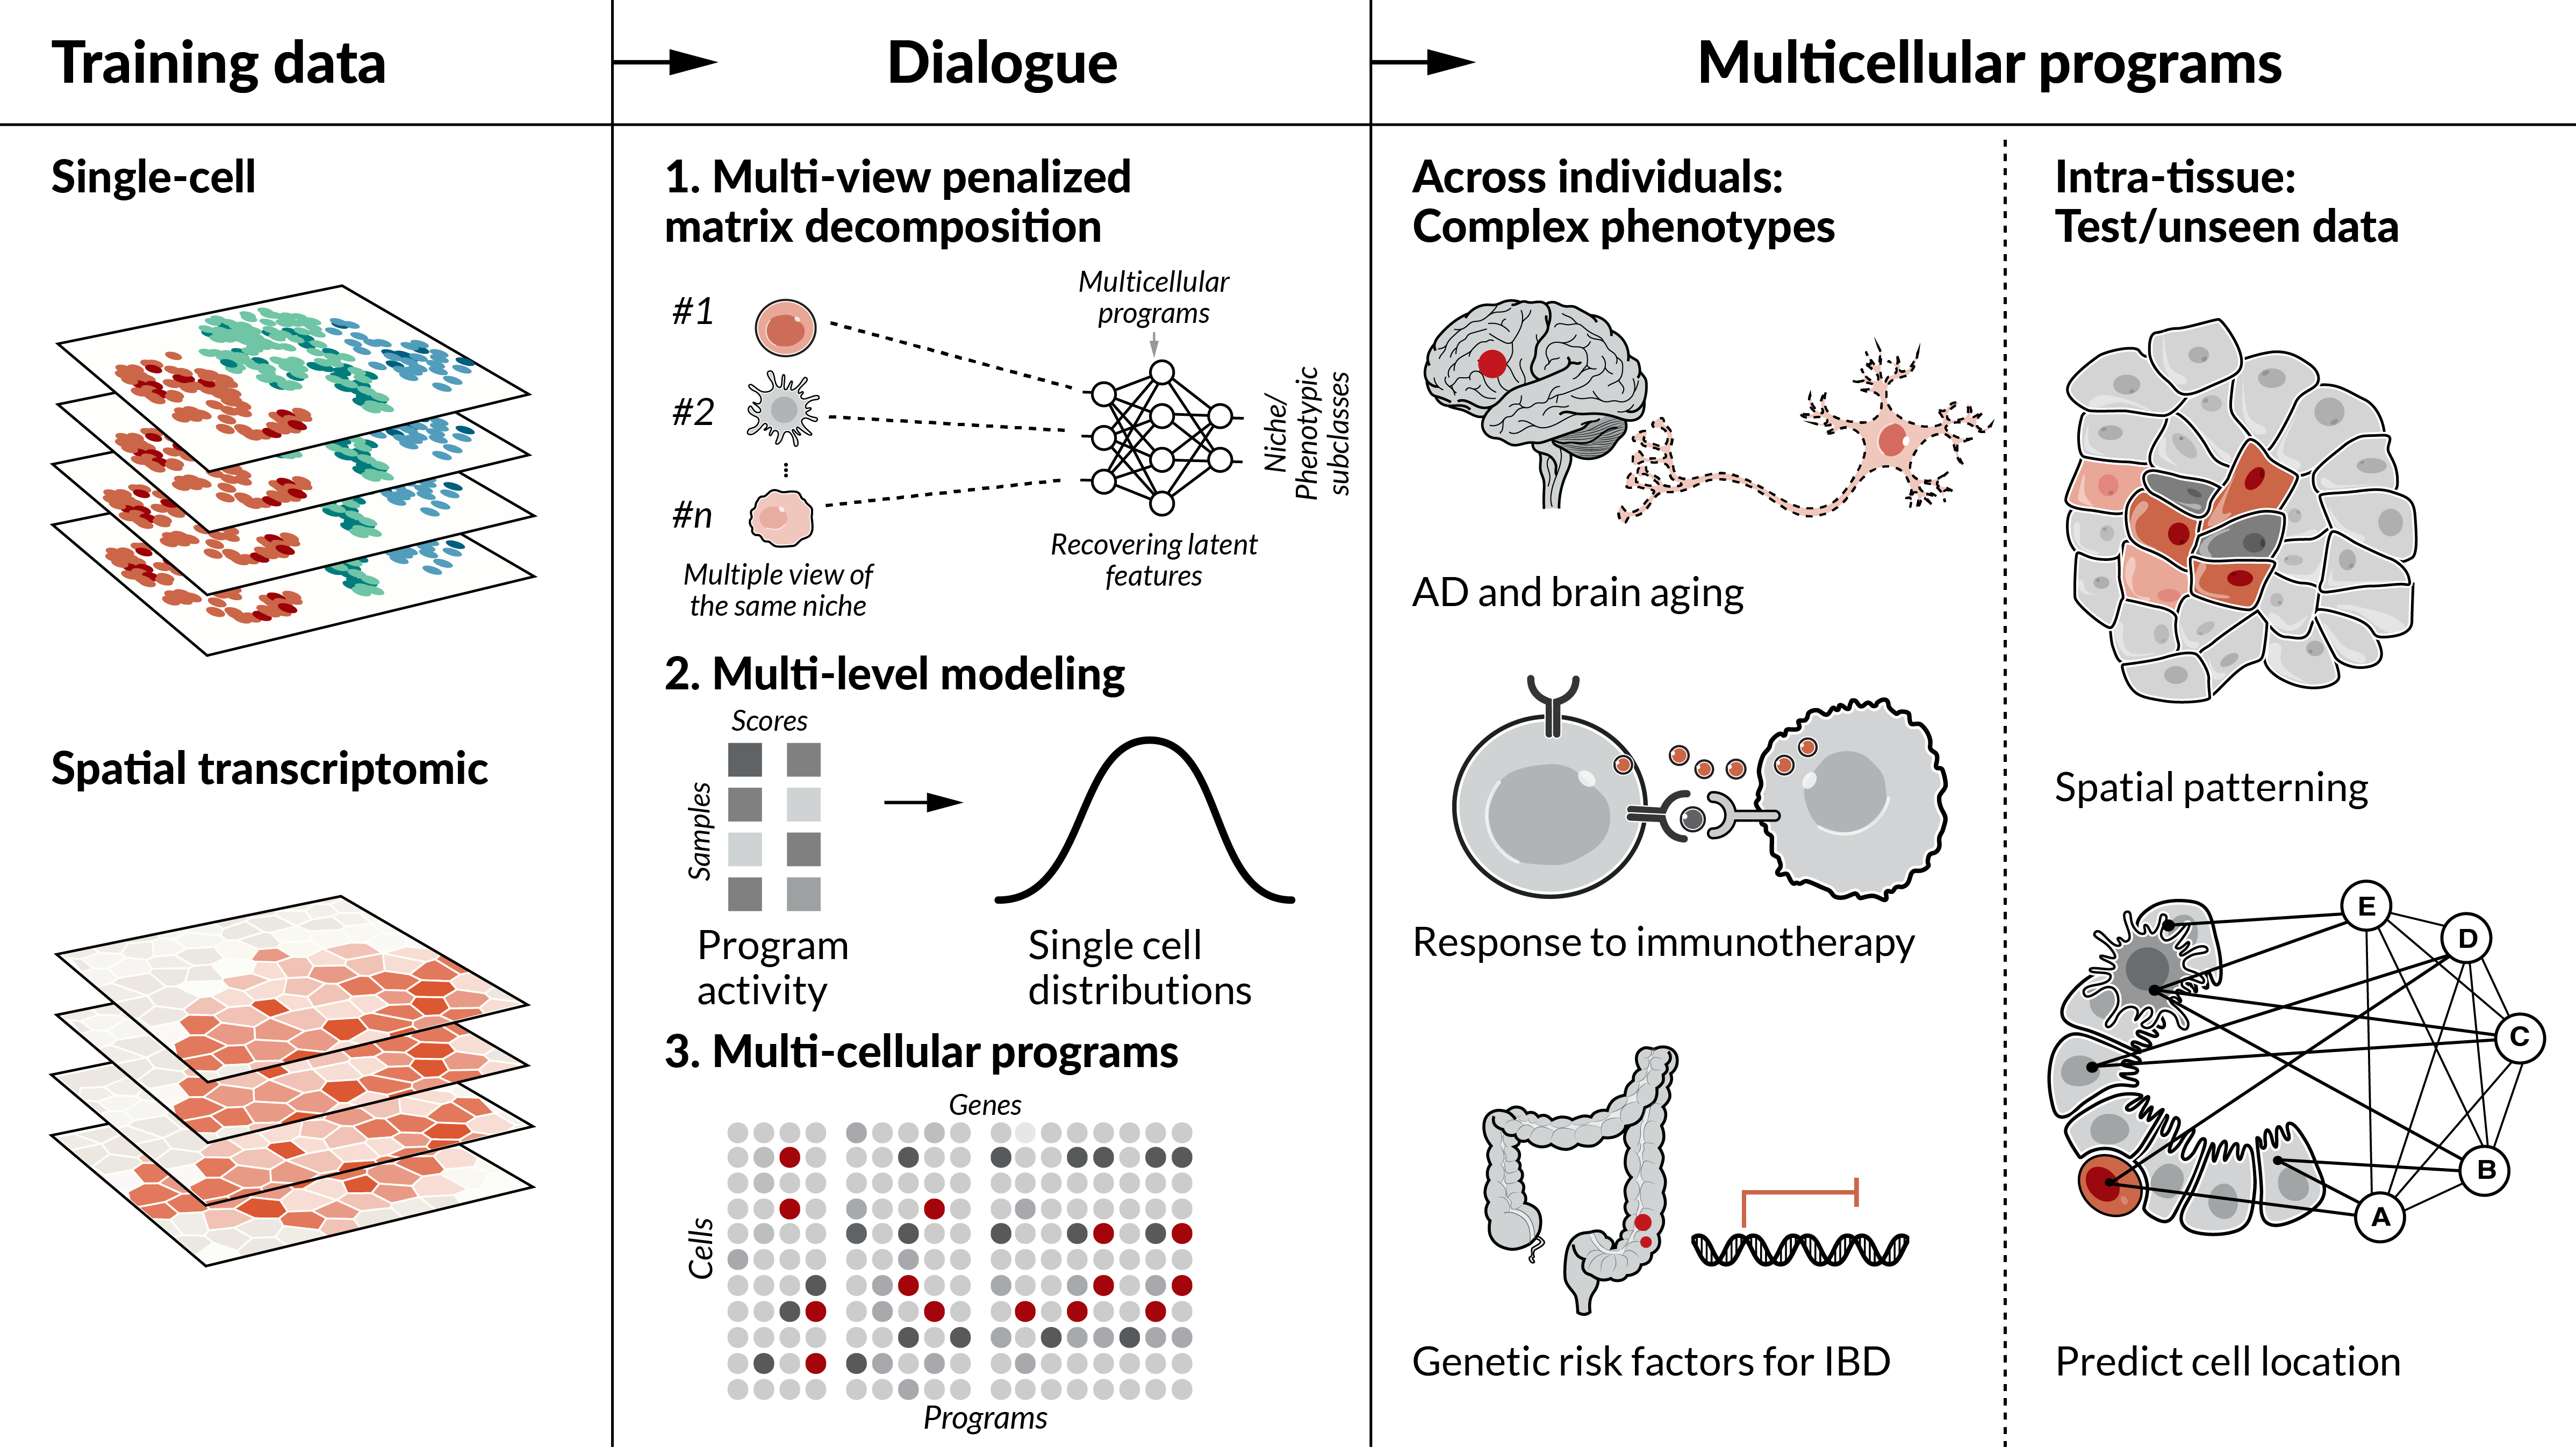 Training data
Dialogue
Multicellular programs
Single-cell
Spatial transcriptomic
1. Multi-view penalized
matrix decomposition
#1
#2
#n
Multiple view of
the same niche
Multicellular
programs
Recovering latent
features
Niche/
Phenotypic
subclasses
2. Multi-level modeling
Scores
Samples
Program
activity
Single cell
distributions
3. Multi-cellular programs
Genes
Cells
Programs
Across individuals:
Complex phenotypes
AD and brain aging
Response to immunotherapy
Genetic risk factors for IBD
Intra-tissue:
Test/unseen data
Spatial patterning
E
D
C
B
A
Predict cell location